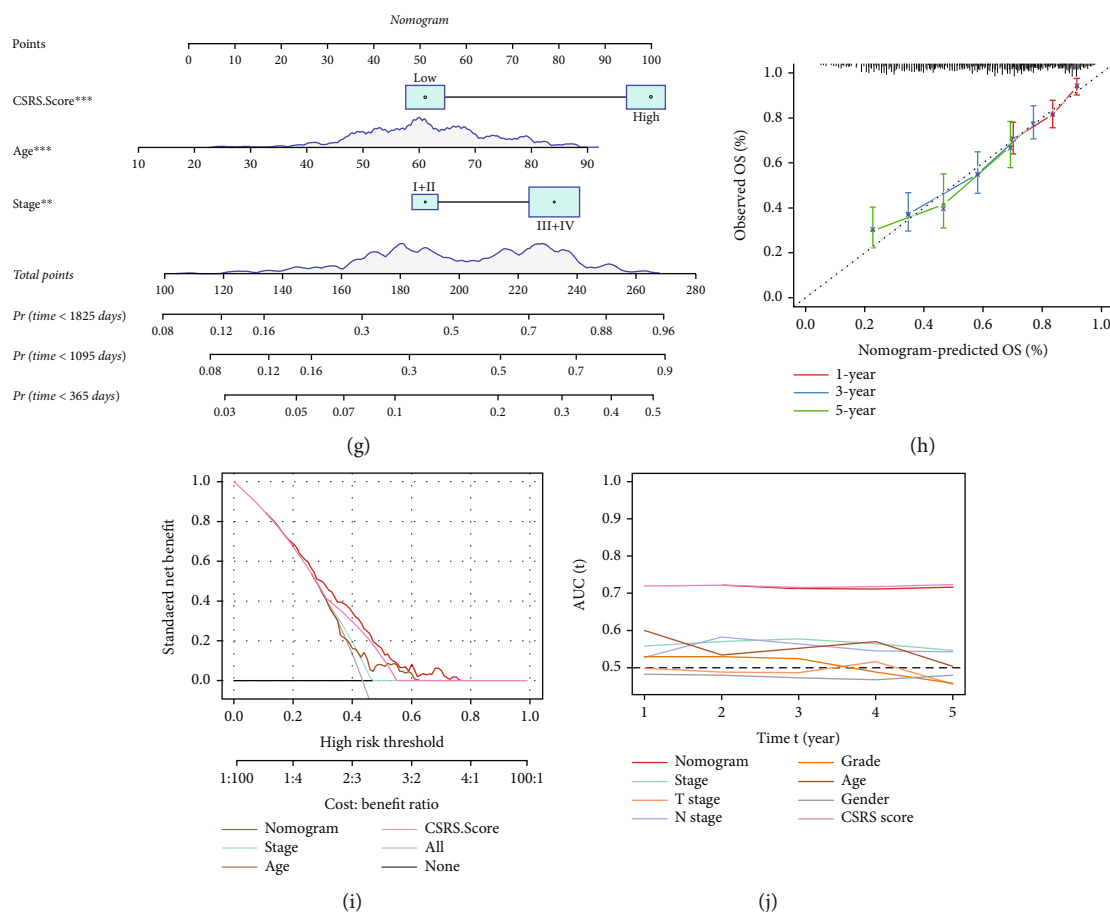 Nomogram
Points
0 10 20 30 40 50 60 70 80 90 100
Low
CSRS.Score***
High
Age***
10 20 30 40 50 60 70 80 90
I+II
Stage**
III+IV
Total points
100 120 140 160 180 200 220 240 260 280
Pr (time < 1825 days)
0.08 0.12 0.16 0.3 0.5 0.7 0.88 0.96
Pr (time < 1095 days)
0.08 0.12 0.16 0.3 0.5 0.7 0.9
Pr (time < 365 days)
0.03 0.05 0.07 0.1 0.2 0.3 0.4 0.5
(g)
Observed OS (%)
1.0
0.8
0.6
0.4
0.2
0.0
0.0 0.2 0.4 0.6 0.8 1.0
Nomogram-predicted OS (%)
1-year
3-year
5-year
(h)
Standaerd net benefit
1.0
0.8
0.6
0.4
0.2
0.0
0.0 0.2 0.4 0.6 0.8 1.0
High risk threshold
1:100 1:4 2:3 3:2 4:1 100:1
Cost: benefit ratio
Nomogram CSRS.Score
Stage All
Age None
(i)
AUC (t)
1.0
0.9
0.8
0.7
0.6
0.5
1 2 3 4 5
Time t (year)
Nomogram Grade
Stage Age
T stage Gender
N stage CSRS score
(j)